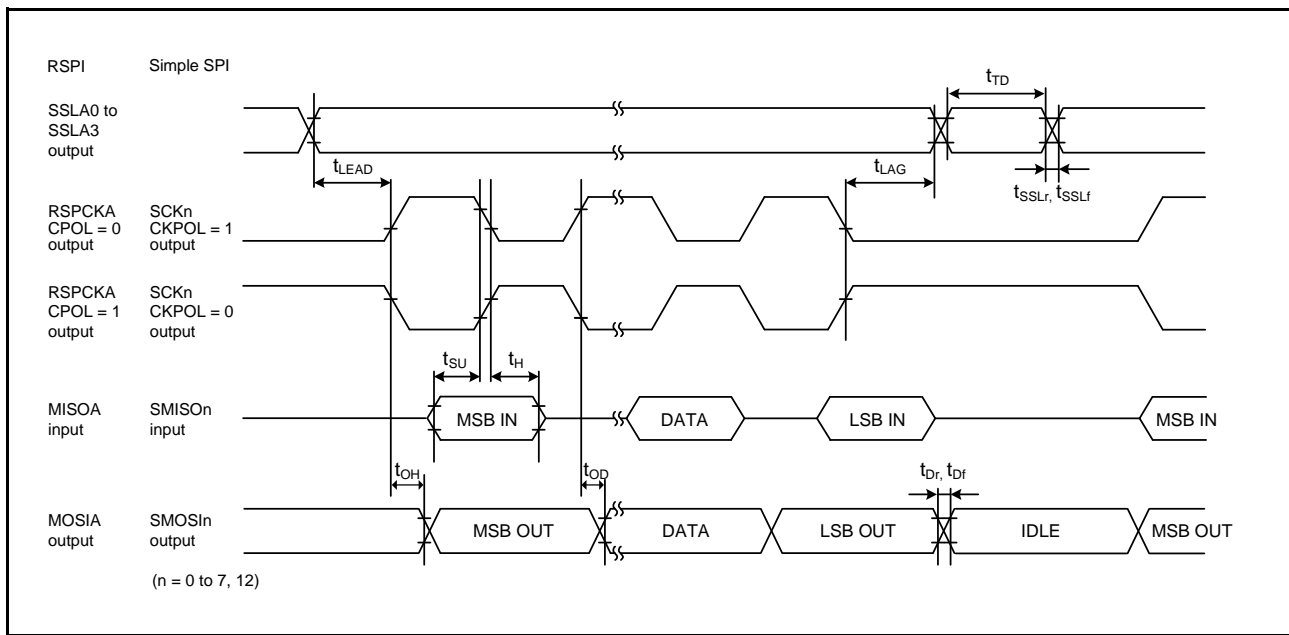 RSPI Simple SPI
SSLA0 to
SSLA3
output
tTD
tLEAD
tLAG
tSSLr, tSSLf
RSPCKA SCKn
CPOL = 0 CKPOL = 1
output output
RSPCKA SCKn
CPOL = 1 CKPOL = 0
output output
tSU tH
MISOA SMISOn
input input
MSB IN DATA LSB IN MSB IN
tOH tOD tDr, tDf
MOSIA SMOSIn
output output
MSB OUT DATA LSB OUT IDLE MSB OUT
(n = 0 to 7, 12)